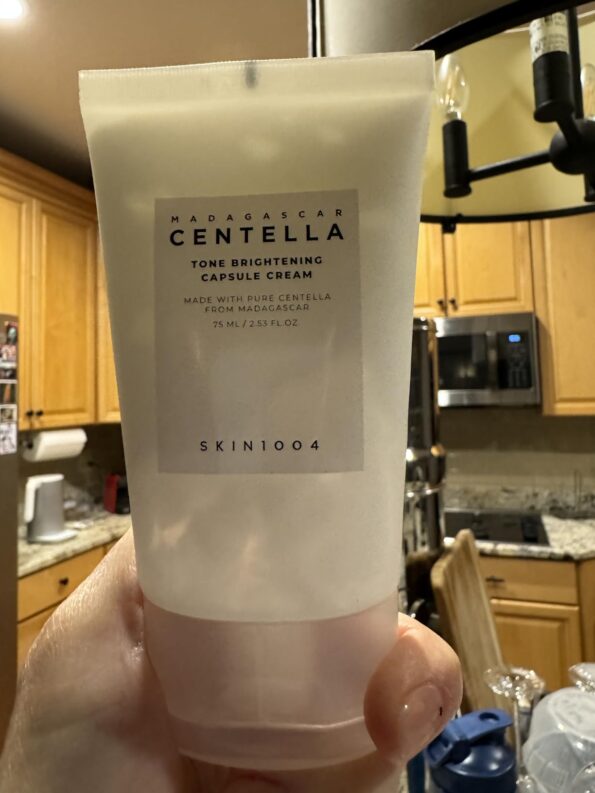 MADAGASCAR
CENTELLA
TONE BRIGHTENING
CAPSULE CREAM
MADE WITH PURE CENTELLA
FROM MADAGASCAR
75 ML / 2.53 FL.OZ.
SKIN1004